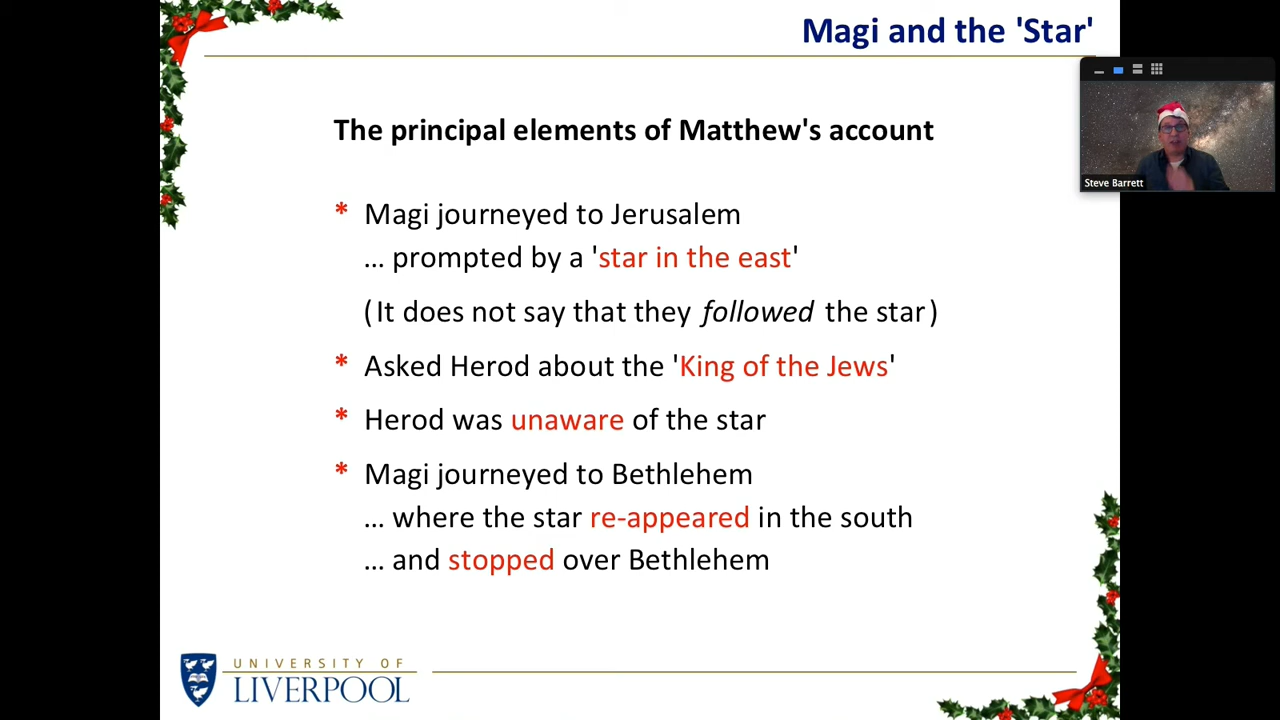 Magi and the 'Star'
Steve Barrett
The principal elements of Matthew's account
* Magi journeyed to Jerusalem
... prompted by a 'star in the east'
(It does not say that they followed the star)
* Asked Herod about the 'King of the Jews'
* Herod was unaware of the star
* Magi journeyed to Bethlehem
... where the star re-appeared in the south
... and stopped over Bethlehem
UNIVERSITY OF
LIVERPOOL